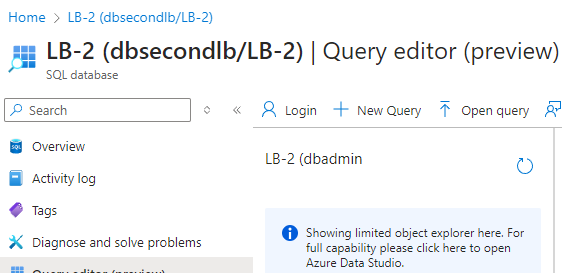 Home > LB-2 (dbsecondlb/LB-2)
LB-2 (dbsecondlb/LB-2) | Query editor (preview)
SQL database
Search
Login
New Query
Open query
Overview
Activity log
Tags
Diagnose and solve problems
Query editor (preview)
LB-2 (dbadmin
Showing limited object explorer here. For
full capability please click here to open
Azure Data Studio.